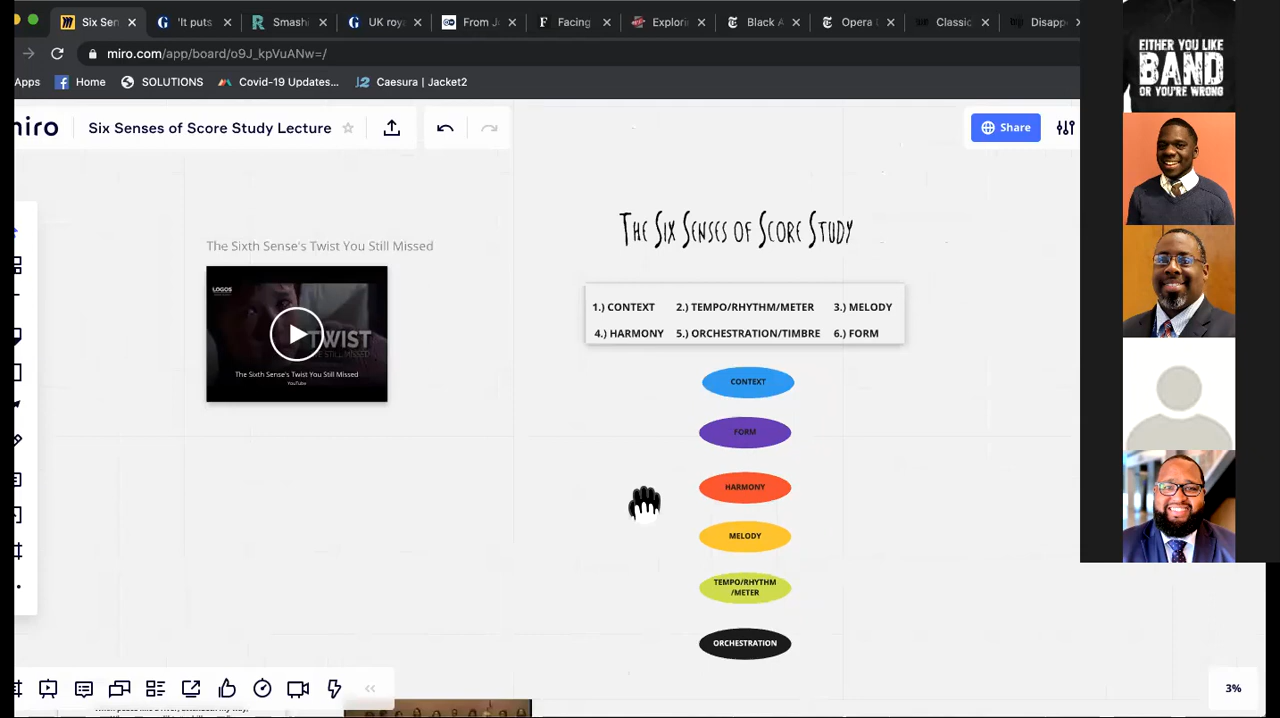 Six Sen
'It puts
Smashi
UK roy
From Ja
Facing
Explori
Black A
Opera
Classic
Disapp
miro.com/app/board/o9J_kpVuANw=/
Apps
Home
SOLUTIONS
Covid-19 Updates...
Caesura | Jacket2
miro
Six Senses of Score Study Lecture
Share
EITHER YOU LIKE
BAND
OR YOU'RE WRONG
The Six Senses of Score Study
The Sixth Sense's Twist You Still Missed
LOGOS
TWIST
The Sixth Sense's Twist You Still Missed
YouTube
1.) CONTEXT 2.) TEMPO/RHYTHM/METER 3.) MELODY
4.) HARMONY 5.) ORCHESTRATION/TIMBRE 6.) FORM
CONTEXT
FORM
HARMONY
MELODY
TEMPO/RHYTHM
/METER
ORCHESTRATION
3%